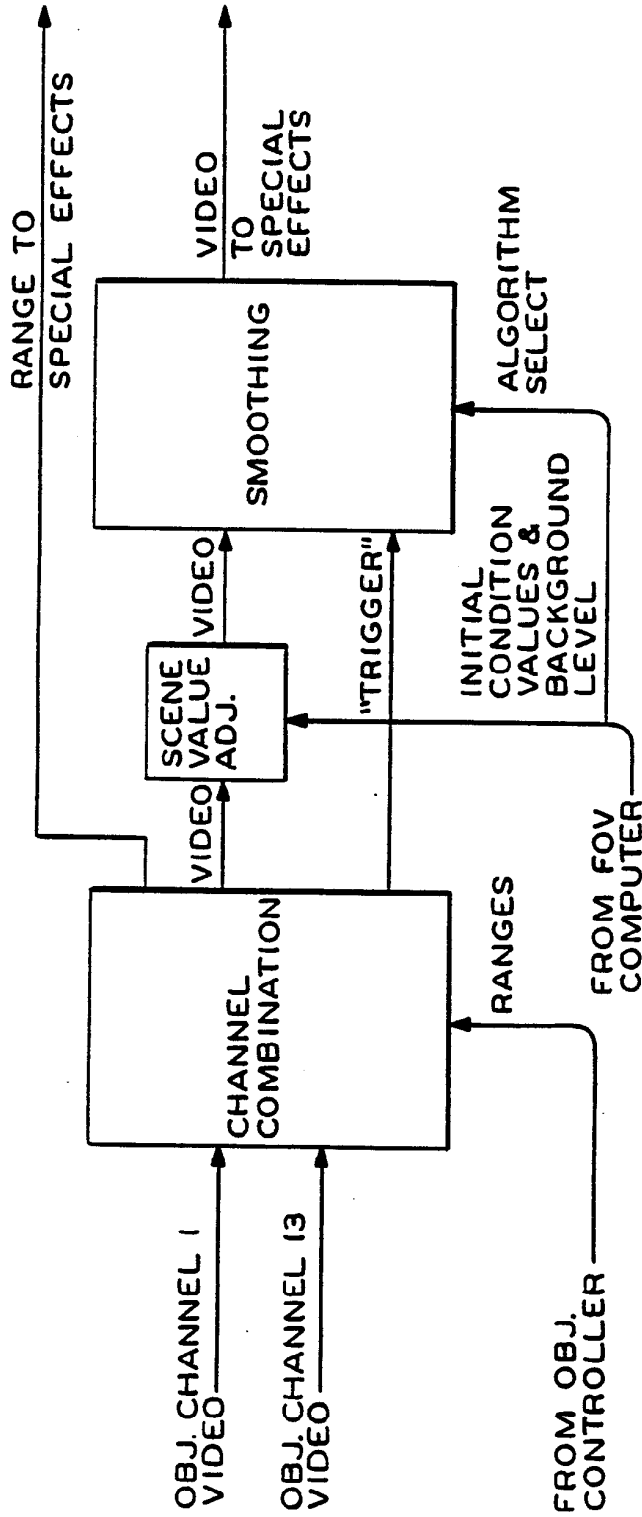 RANGE TO
SPECIAL EFFECTS
OBJ. CHANNEL 1
VIDEO
OBJ. CHANNEL 13
VIDEO
CHANNEL
COMBINATION
VIDEO
SCENE
VALUE
ADJ.
VIDEO
"TRIGGER"
SMOOTHING
VIDEO
TO
SPECIAL
EFFECTS
FROM OBJ.
CONTROLLER
RANGES
FROM FOV
COMPUTER
INITIAL
CONDITION
VALUES &
BACKGROUND
LEVEL
ALGORITHM
SELECT